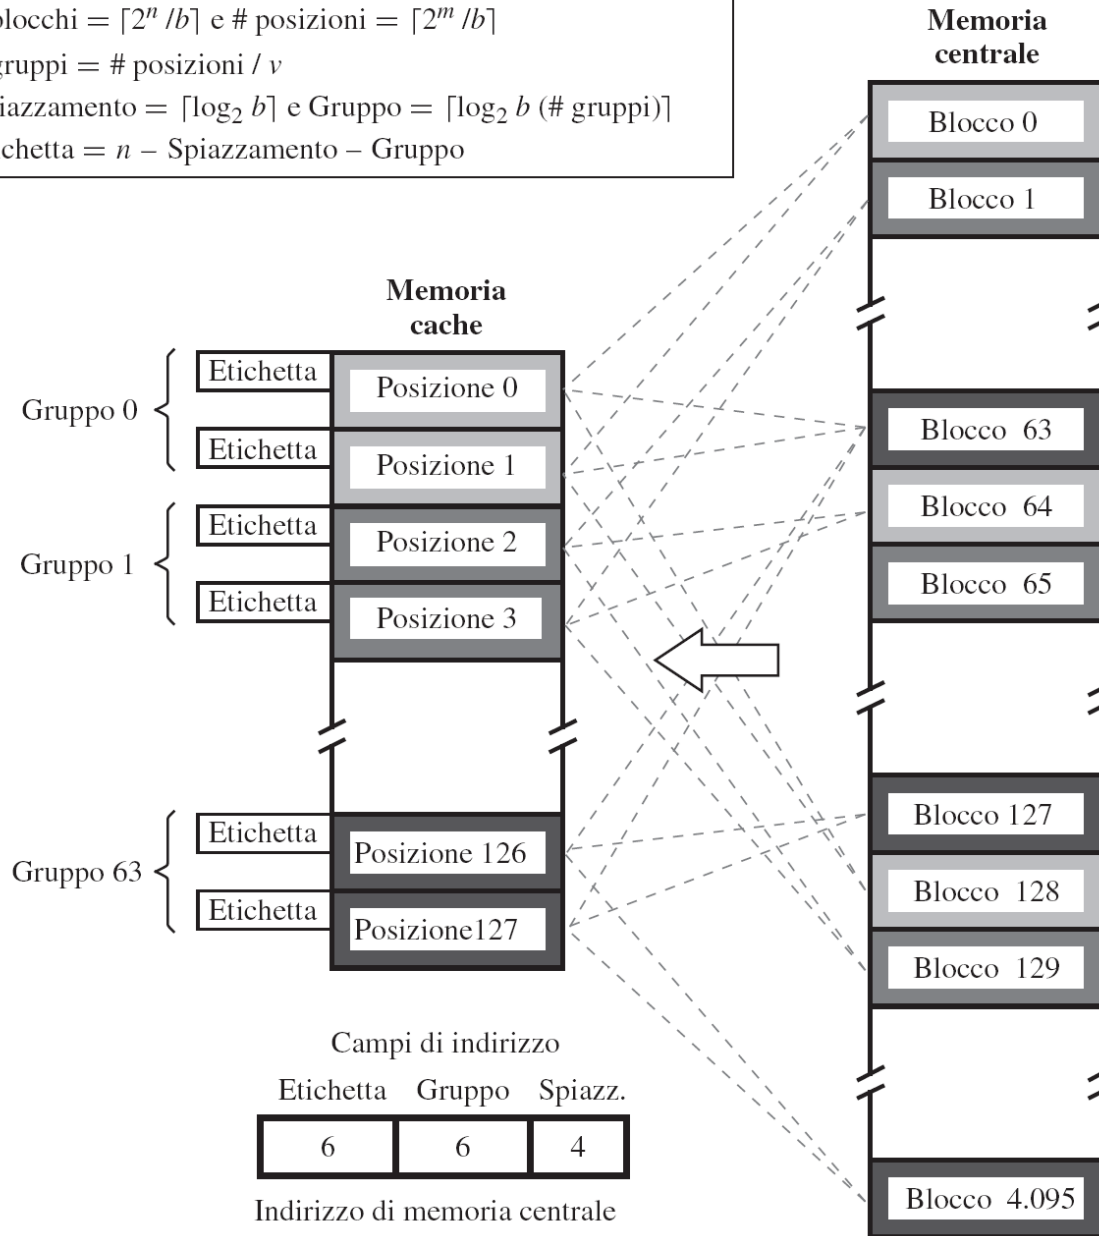 blocchi = ⌈2ⁿ /b⌉ e # posizioni = ⌈2ᵐ /b⌉
gruppi = # posizioni / v
iazzamento = ⌈log₂ b⌉ e Gruppo = ⌈log₂ b (# gruppi)⌉
chetta = n – Spiazzamento – Gruppo
Memoria
centrale
Blocco 0
Blocco 1
Blocco 63
Blocco 64
Blocco 65
Blocco 127
Blocco 128
Blocco 129
Blocco 4.095
Memoria
cache
Gruppo 0
Etichetta
Posizione 0
Etichetta
Posizione 1
Gruppo 1
Etichetta
Posizione 2
Etichetta
Posizione 3
Gruppo 63
Etichetta
Posizione 126
Etichetta
Posizione127
Campi di indirizzo
Etichetta Gruppo Spiazz.
6 6 4
Indirizzo di memoria centrale